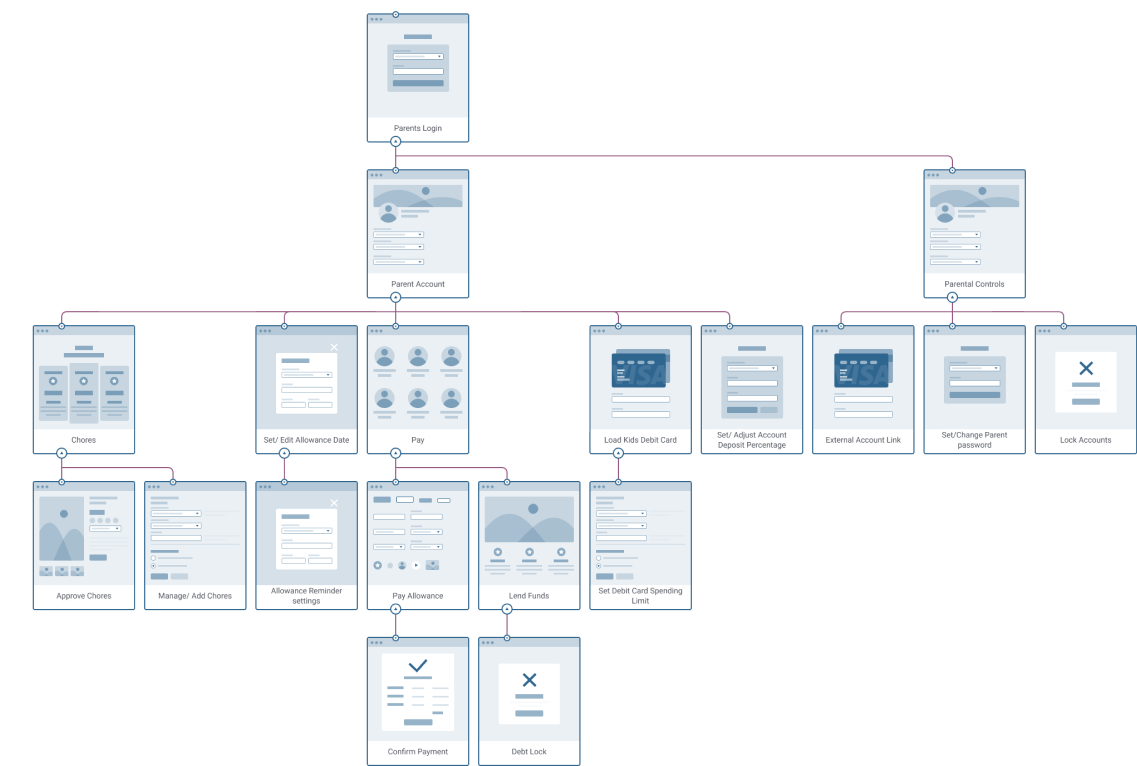 Parents Login
Parent Account
Parental Controls
Chores
Set/ Edit Allowance Date
Pay
Load Kids Debit Card
Set/ Adjust Account
Deposit Percentage
External Account Link
Set/Change Parent
password
Lock Accounts
Approve Chores
Manage/ Add Chores
Allowance Reminder
settings
Pay Allowance
Lend Funds
Set Debit Card Spending
Limit
Confirm Payment
Debt Lock